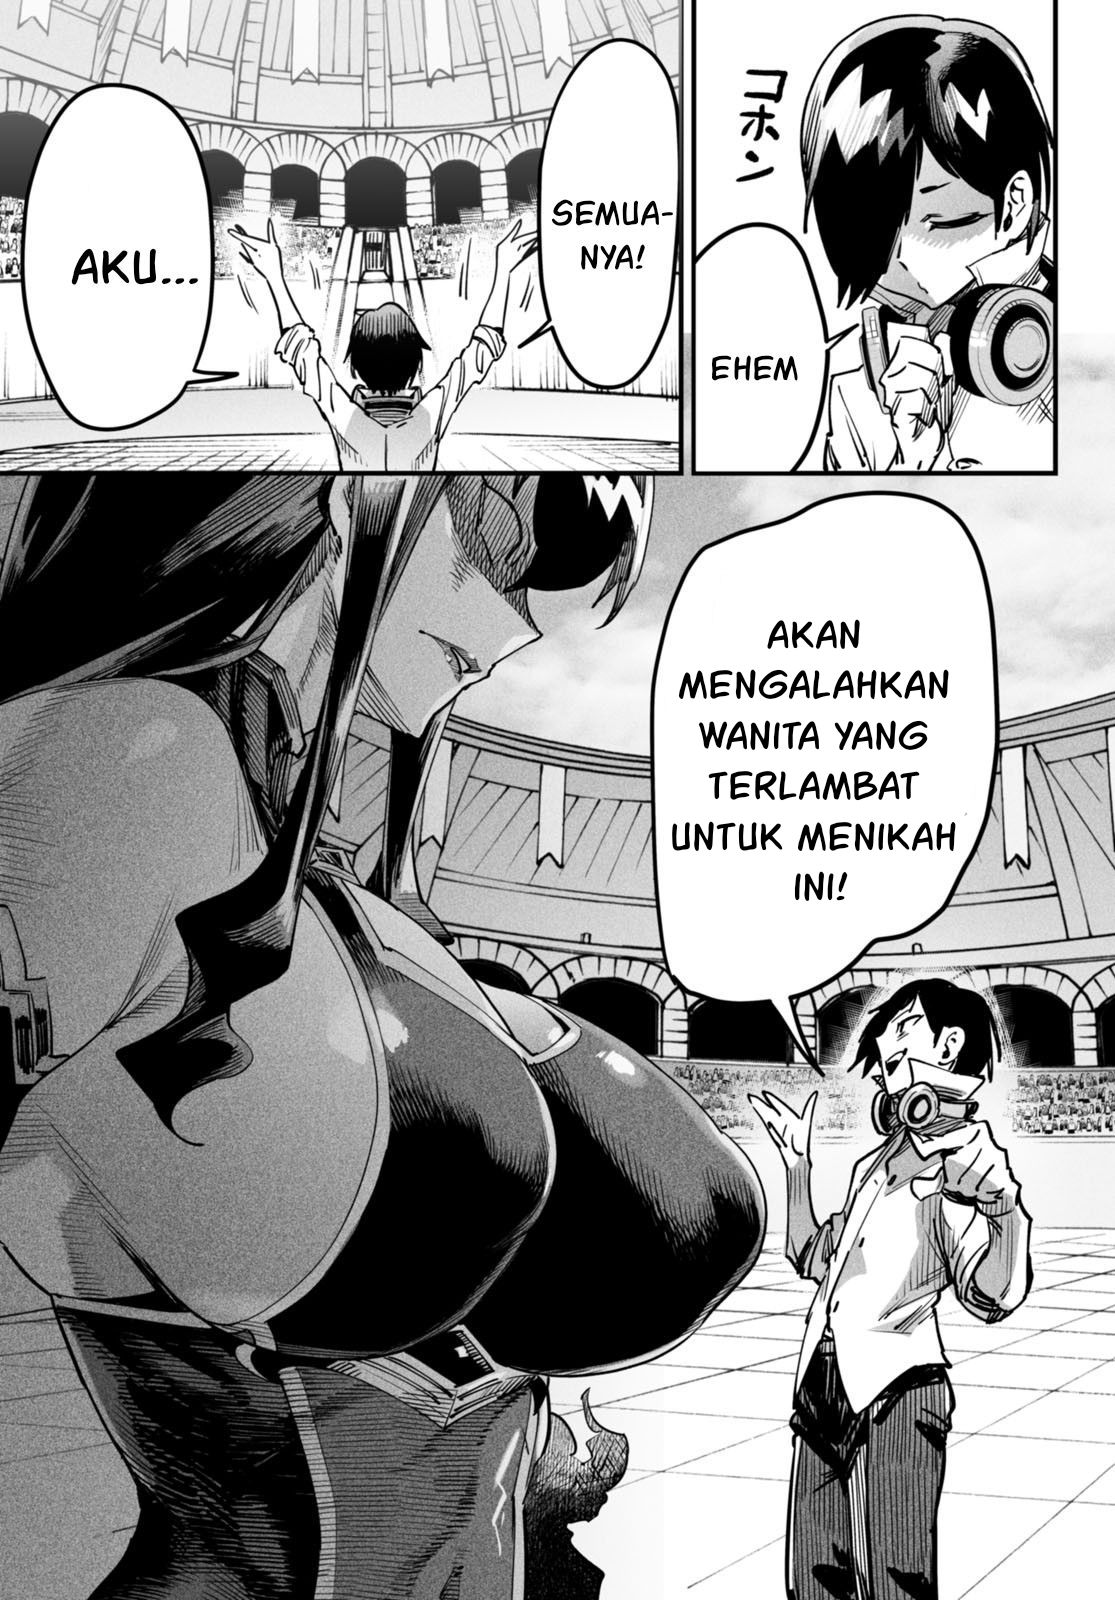 コホン
EHEM
SEMUA-
NYA!
AKU...
AKAN
MENGALAHKAN
WANITA YANG
TERLAMBAT
UNTUK MENIKAH
INI!